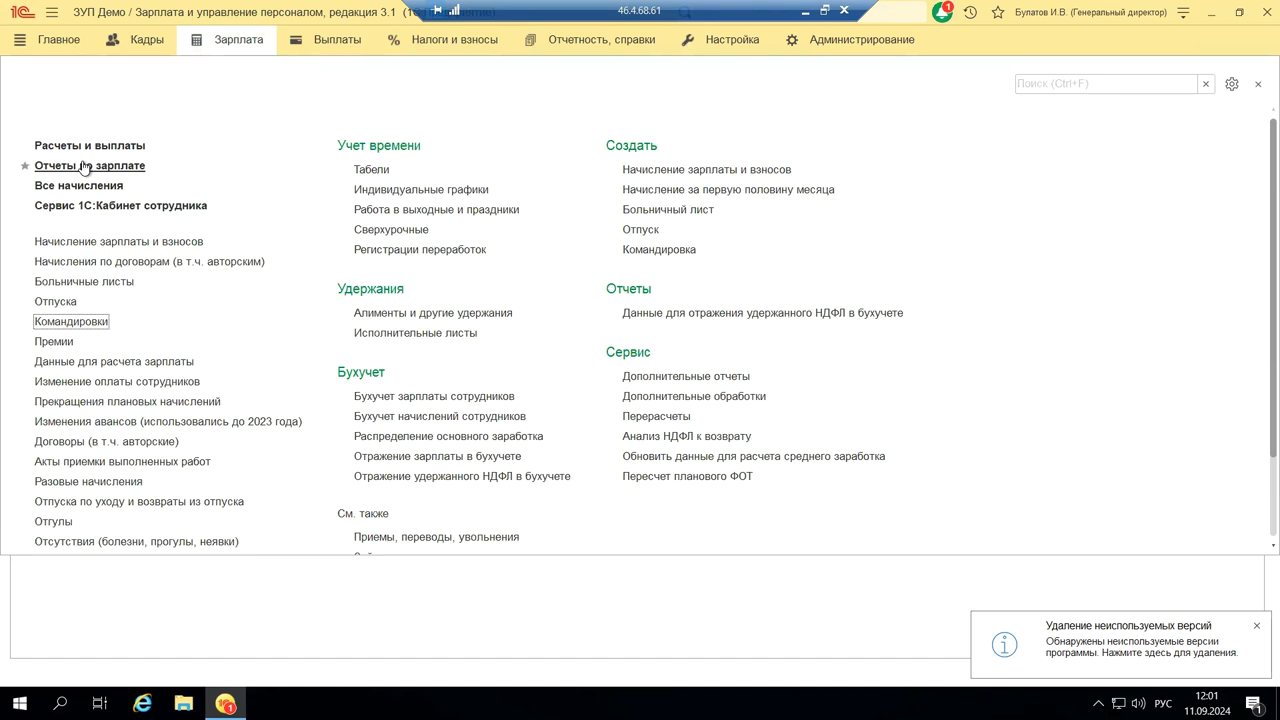 ЗУП Демо / Зарплата и управление персоналом, редакция 3.1 (1С:Предприятие)
46.4.68.61
1
Булатов И.В. (Генеральный директор)
Главное
Кадры
Зарплата
Выплаты
Налоги и взносы
Отчетность, справки
Настройка
Администрирование
Поиск (Ctrl+F)
Расчеты и выплаты
Отчеты по зарплате
Все начисления
Сервис 1С:Кабинет сотрудника
Начисление зарплаты и взносов
Начисления по договорам (в т.ч. авторским)
Больничные листы
Отпуска
Командировки
Премии
Данные для расчета зарплаты
Изменение оплаты сотрудников
Прекращения плановых начислений
Изменения авансов (использовались до 2023 года)
Договоры (в т.ч. авторские)
Акты приемки выполненных работ
Разовые начисления
Отпуска по уходу и возвраты из отпуска
Отгулы
Отсутствия (болезни, прогулы, неявки)
Учет времени
Табели
Индивидуальные графики
Работа в выходные и праздники
Сверхурочные
Регистрации переработок
Удержания
Алименты и другие удержания
Исполнительные листы
Бухучет
Бухучет зарплаты сотрудников
Бухучет начислений сотрудников
Распределение основного заработка
Отражение зарплаты в бухучете
Отражение удержанного НДФЛ в бухучете
См. также
Приемы, переводы, увольнения
Создать
Начисление зарплаты и взносов
Начисление за первую половину месяца
Больничный лист
Отпуск
Командировка
Отчеты
Данные для отражения удержанного НДФЛ в бухучете
Сервис
Дополнительные отчеты
Дополнительные обработки
Перерасчеты
Анализ НДФЛ к возврату
Обновить данные для расчета среднего заработка
Пересчет планового ФОТ
Удаление неиспользуемых версий
Обнаружены неиспользуемые версии
программы. Нажмите здесь для удаления.
1
РУС
12:01
11.09.2024
1